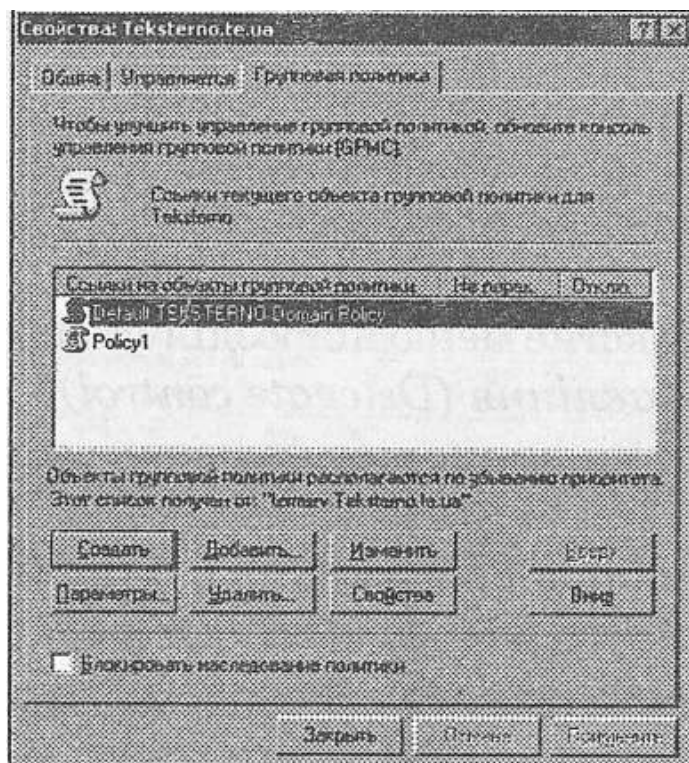 Свойства: Teksterno.te.ua
Общие Управляется Групповая политика
Чтобы улучшить управление групповой политикой, обновите консоль
управления групповой политики (GPMC)
Ссылки текущего объекта групповой политики для
Teksterno
Ссылки на объекты групповой политики Не перек. Отклю.
Default TEKSTERNO Domain Policy
Policy1
Объекты групповой политики располагаются по убыванию приоритета.
Этот список получен от: Teksterno.te.ua"
Создать Добавить... Изменить Вверх
Параметры... Удалить... Свойства Вниз
Блокировать наследование политики
Закрыть Отмена Применить